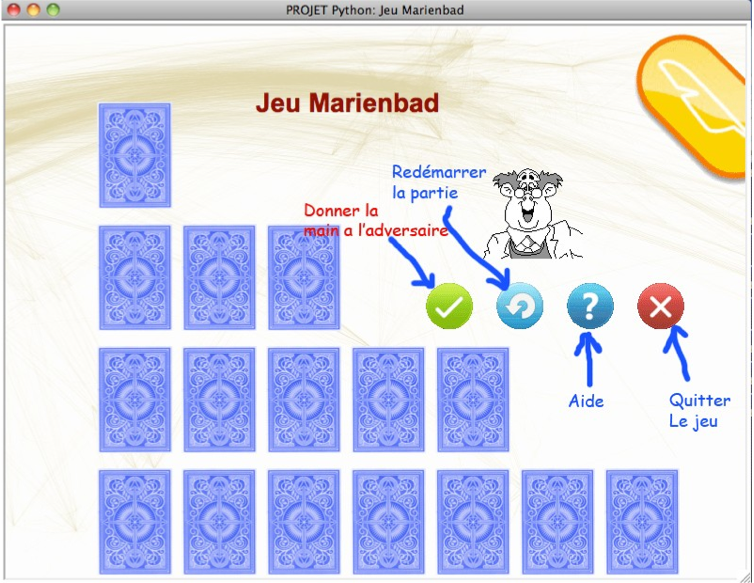 PROJET Python: Jeu Marienbad
Jeu Marienbad
Redémarrer
la partie
Donner la
main a l'adversaire
?
Aide
Quitter
Le jeu